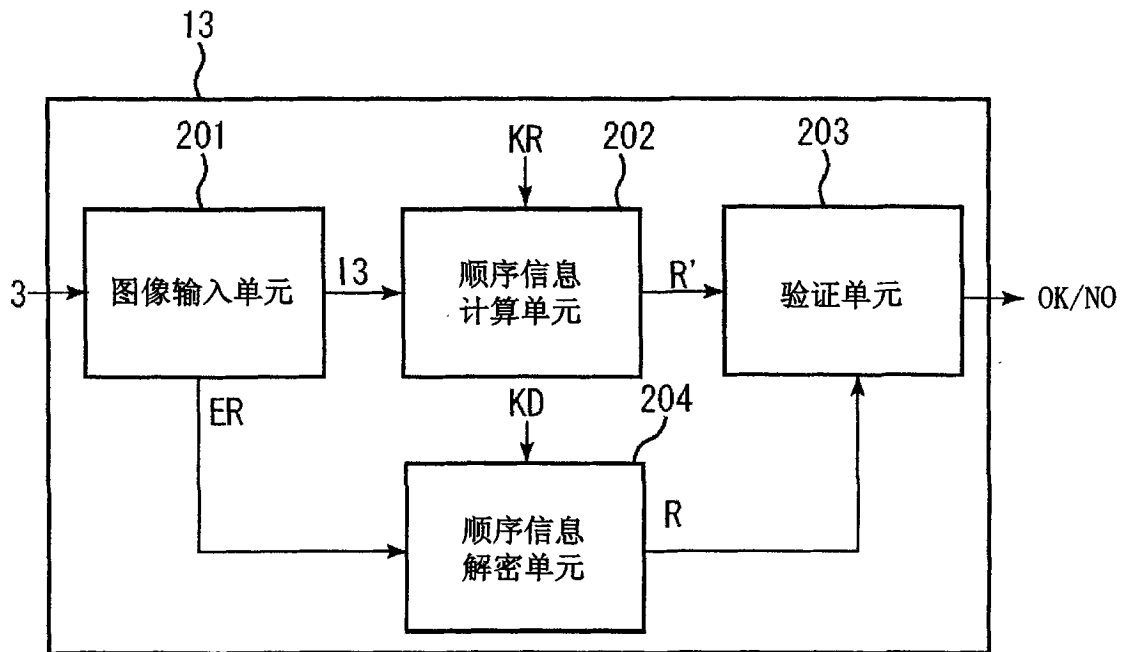 13
201
KR
202
203
3
图像输入单元
I3
顺序信息
计算单元
R'
验证单元
OK/NO
ER
KD
204
顺序信息
解密单元
R